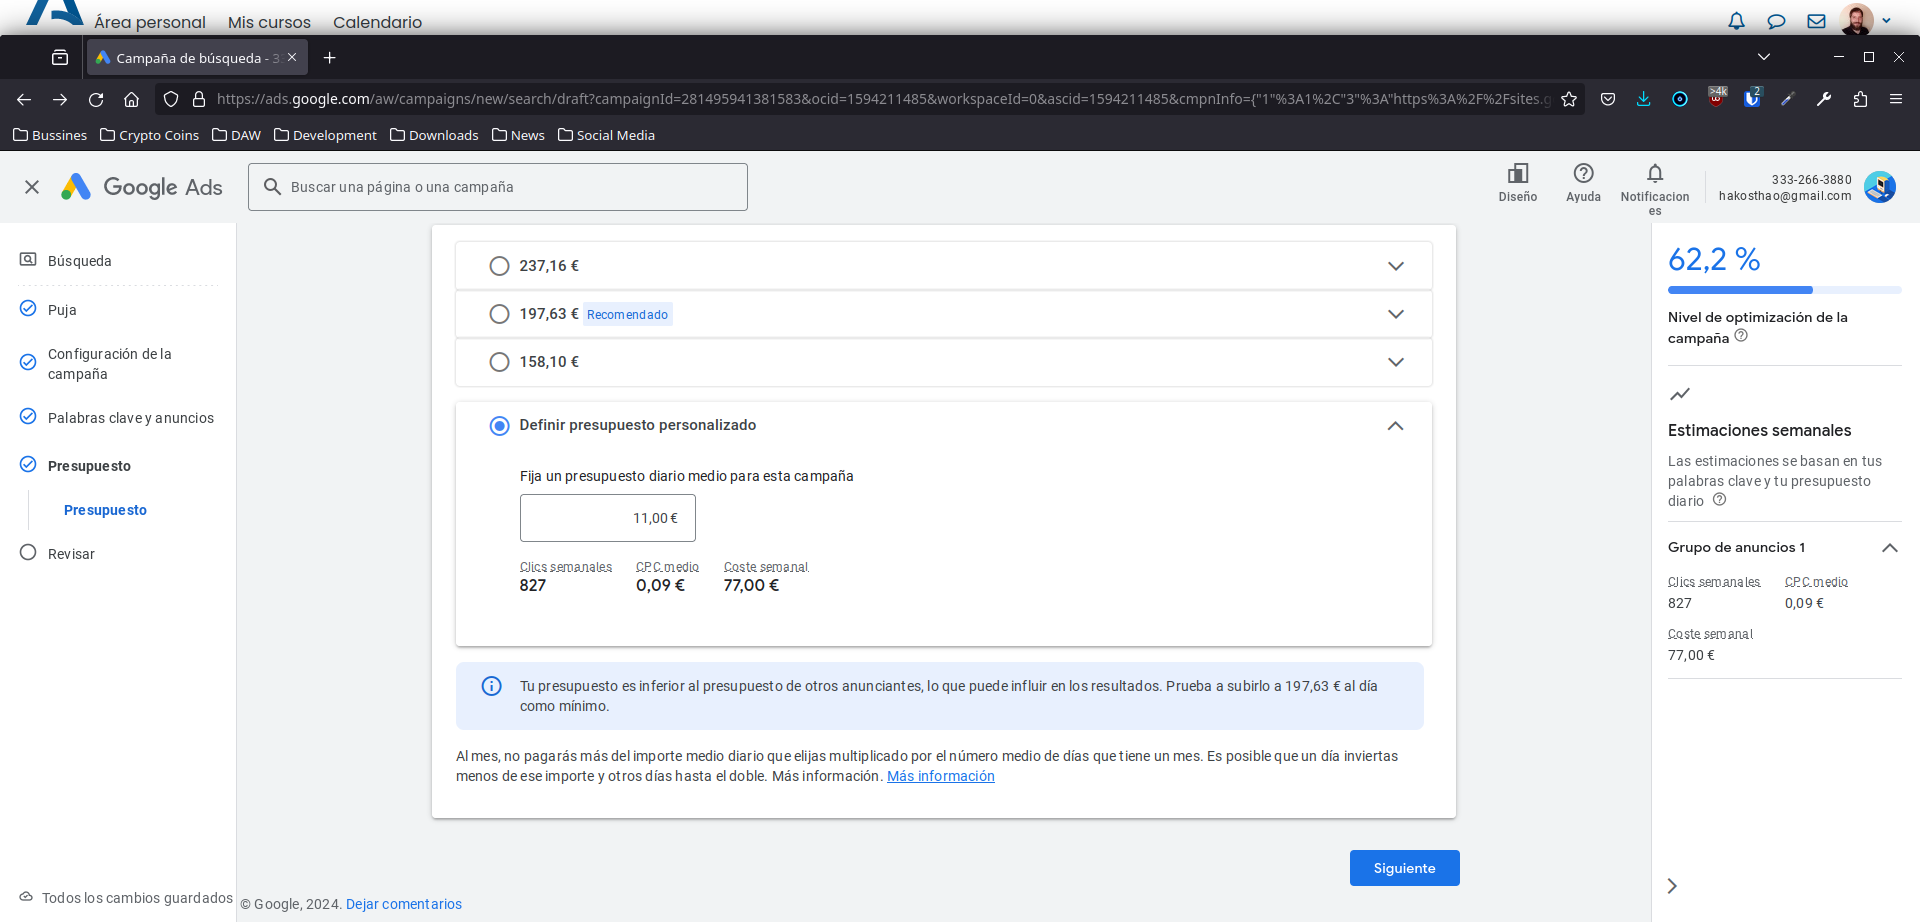 Área personal Mis cursos Calendario
Campaña de búsqueda - 3
https://ads.google.com/aw/campaigns/new/search/draft?campaignId=281495941381583&ocid=1594211485&workspaceId=0&ascid=1594211485&cmpnInfo={"1"%3A1%2C"3"%3A"https%3A%2F%2Fsites.g
>4k
2
Bussines Crypto Coins DAW Development Downloads News Social Media
Google Ads
Buscar una página o una campaña
Diseño
Ayuda
Notificacion
es
333-266-3880
hakosthao@gmail.com
Búsqueda
Puja
Configuración de la
campaña
Palabras clave y anuncios
Presupuesto
Presupuesto
Revisar
Todos los cambios guardados
237,16 €
197,63 € Recomendado
158,10 €
Definir presupuesto personalizado
Fija un presupuesto diario medio para esta campaña
11,00 €
Clics semanales CPC medio Coste semanal
827 0,09 € 77,00 €
Tu presupuesto es inferior al presupuesto de otros anunciantes, lo que puede influir en los resultados. Prueba a subirlo a 197,63 € al día
como mínimo.
Al mes, no pagarás más del importe medio diario que elijas multiplicado por el número medio de días que tiene un mes. Es posible que un día inviertas
menos de ese importe y otros días hasta el doble. Más información. Más información
Siguiente
© Google, 2024. Dejar comentarios
62,2 %
Nivel de optimización de la
campaña
Estimaciones semanales
Las estimaciones se basan en tus
palabras clave y tu presupuesto
diario
Grupo de anuncios 1
Clics semanales CPC medio
827 0,09 €
Coste semanal
77,00 €